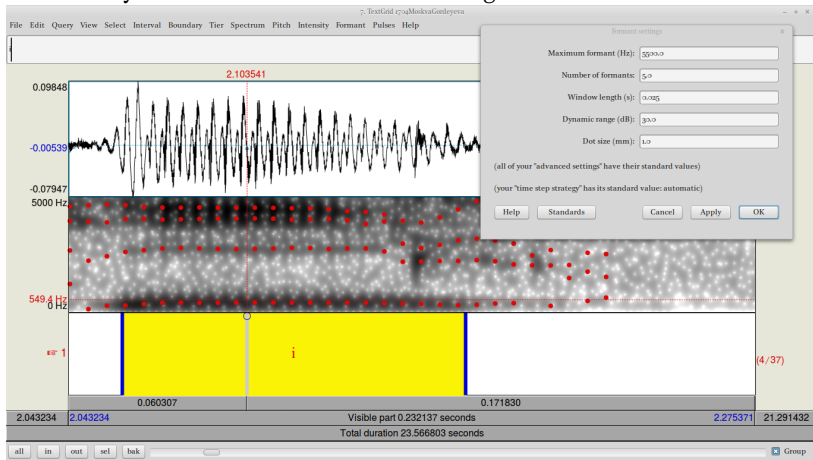 7. TextGrid 1704MoskvaGordeyeva
File Edit Query View Select Interval Boundary Tier Spectrum Pitch Intensity Formant Pulses Help
Formant settings
Maximum formant (Hz): 5500.0
Number of formants: 5.0
Window length (s): 0.025
Dynamic range (dB): 30.0
Dot size (mm): 1.0
(all of your "advanced settings" have their standard values)
(your "time step strategy" has its standard value: automatic)
Help Standards Cancel Apply OK
2.103541
0.09848
-0.00539
-0.07947
5000 Hz
549.4 Hz
0 Hz
1
i
(4/37)
0.060307 0.171830
2.043234 2.043234 Visible part 0.232137 seconds 2.275371 21.291432
Total duration 23.566803 seconds
all in out sel bak Group